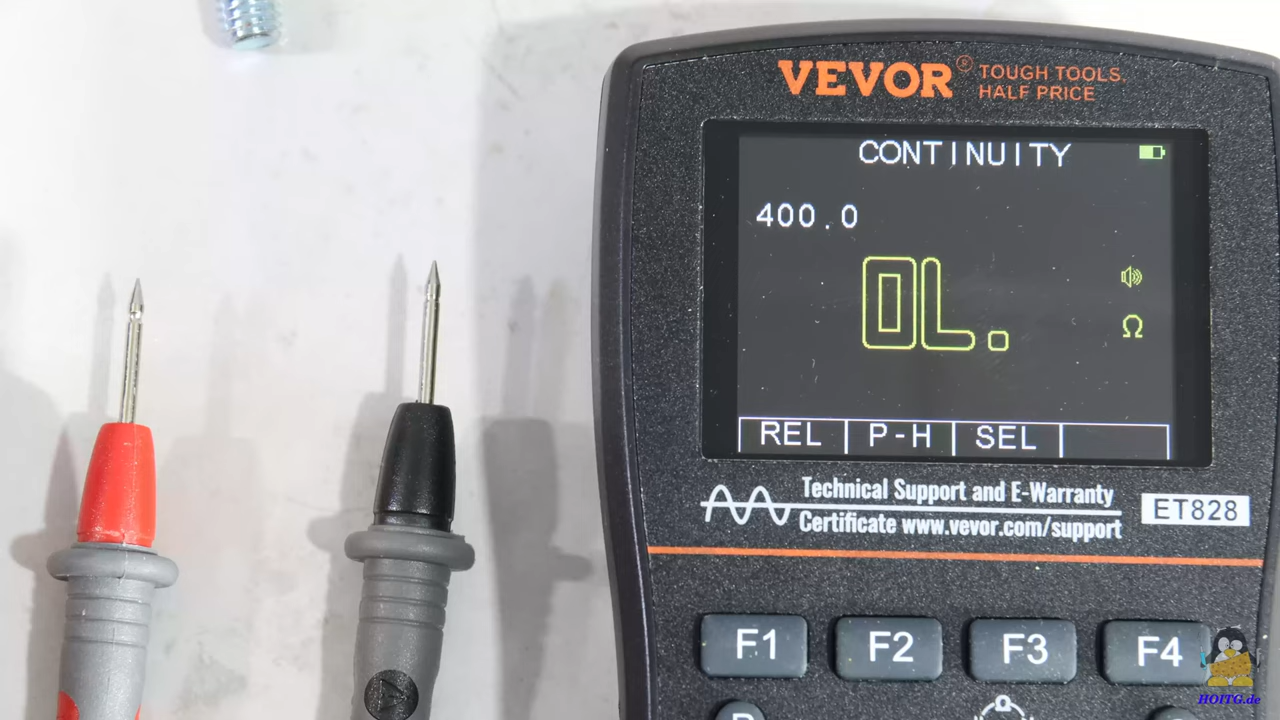 VEVOR® TOUGH TOOLS,
HALF PRICE
CONTINUITY
400.0
0L.
Ω
REL P-H SEL
Technical Support and E-Warranty
Certificate www.vevor.com/support
ET828
F1 F2 F3 F4
Ω
HOITG.de